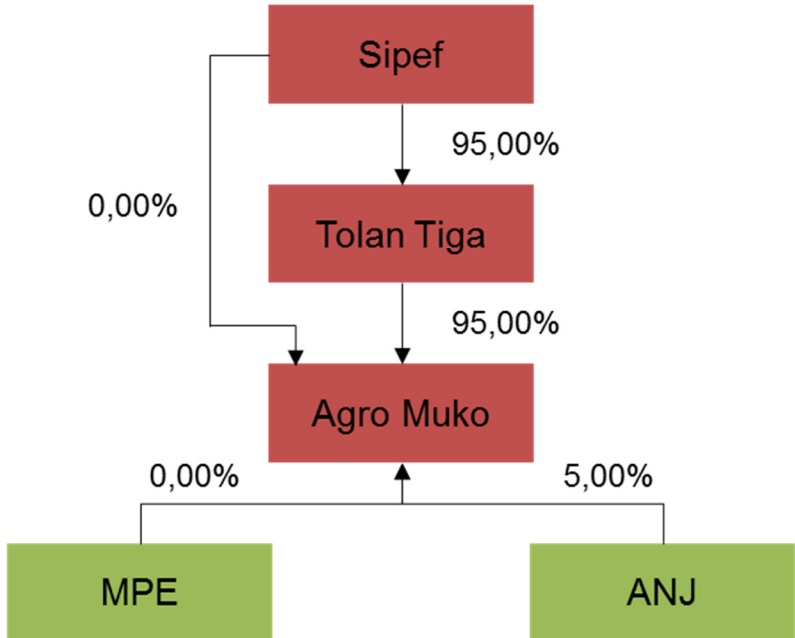 Sipef
95,00%
0,00%
Tolan Tiga
95,00%
Agro Muko
0,00%
5,00%
MPE
ANJ